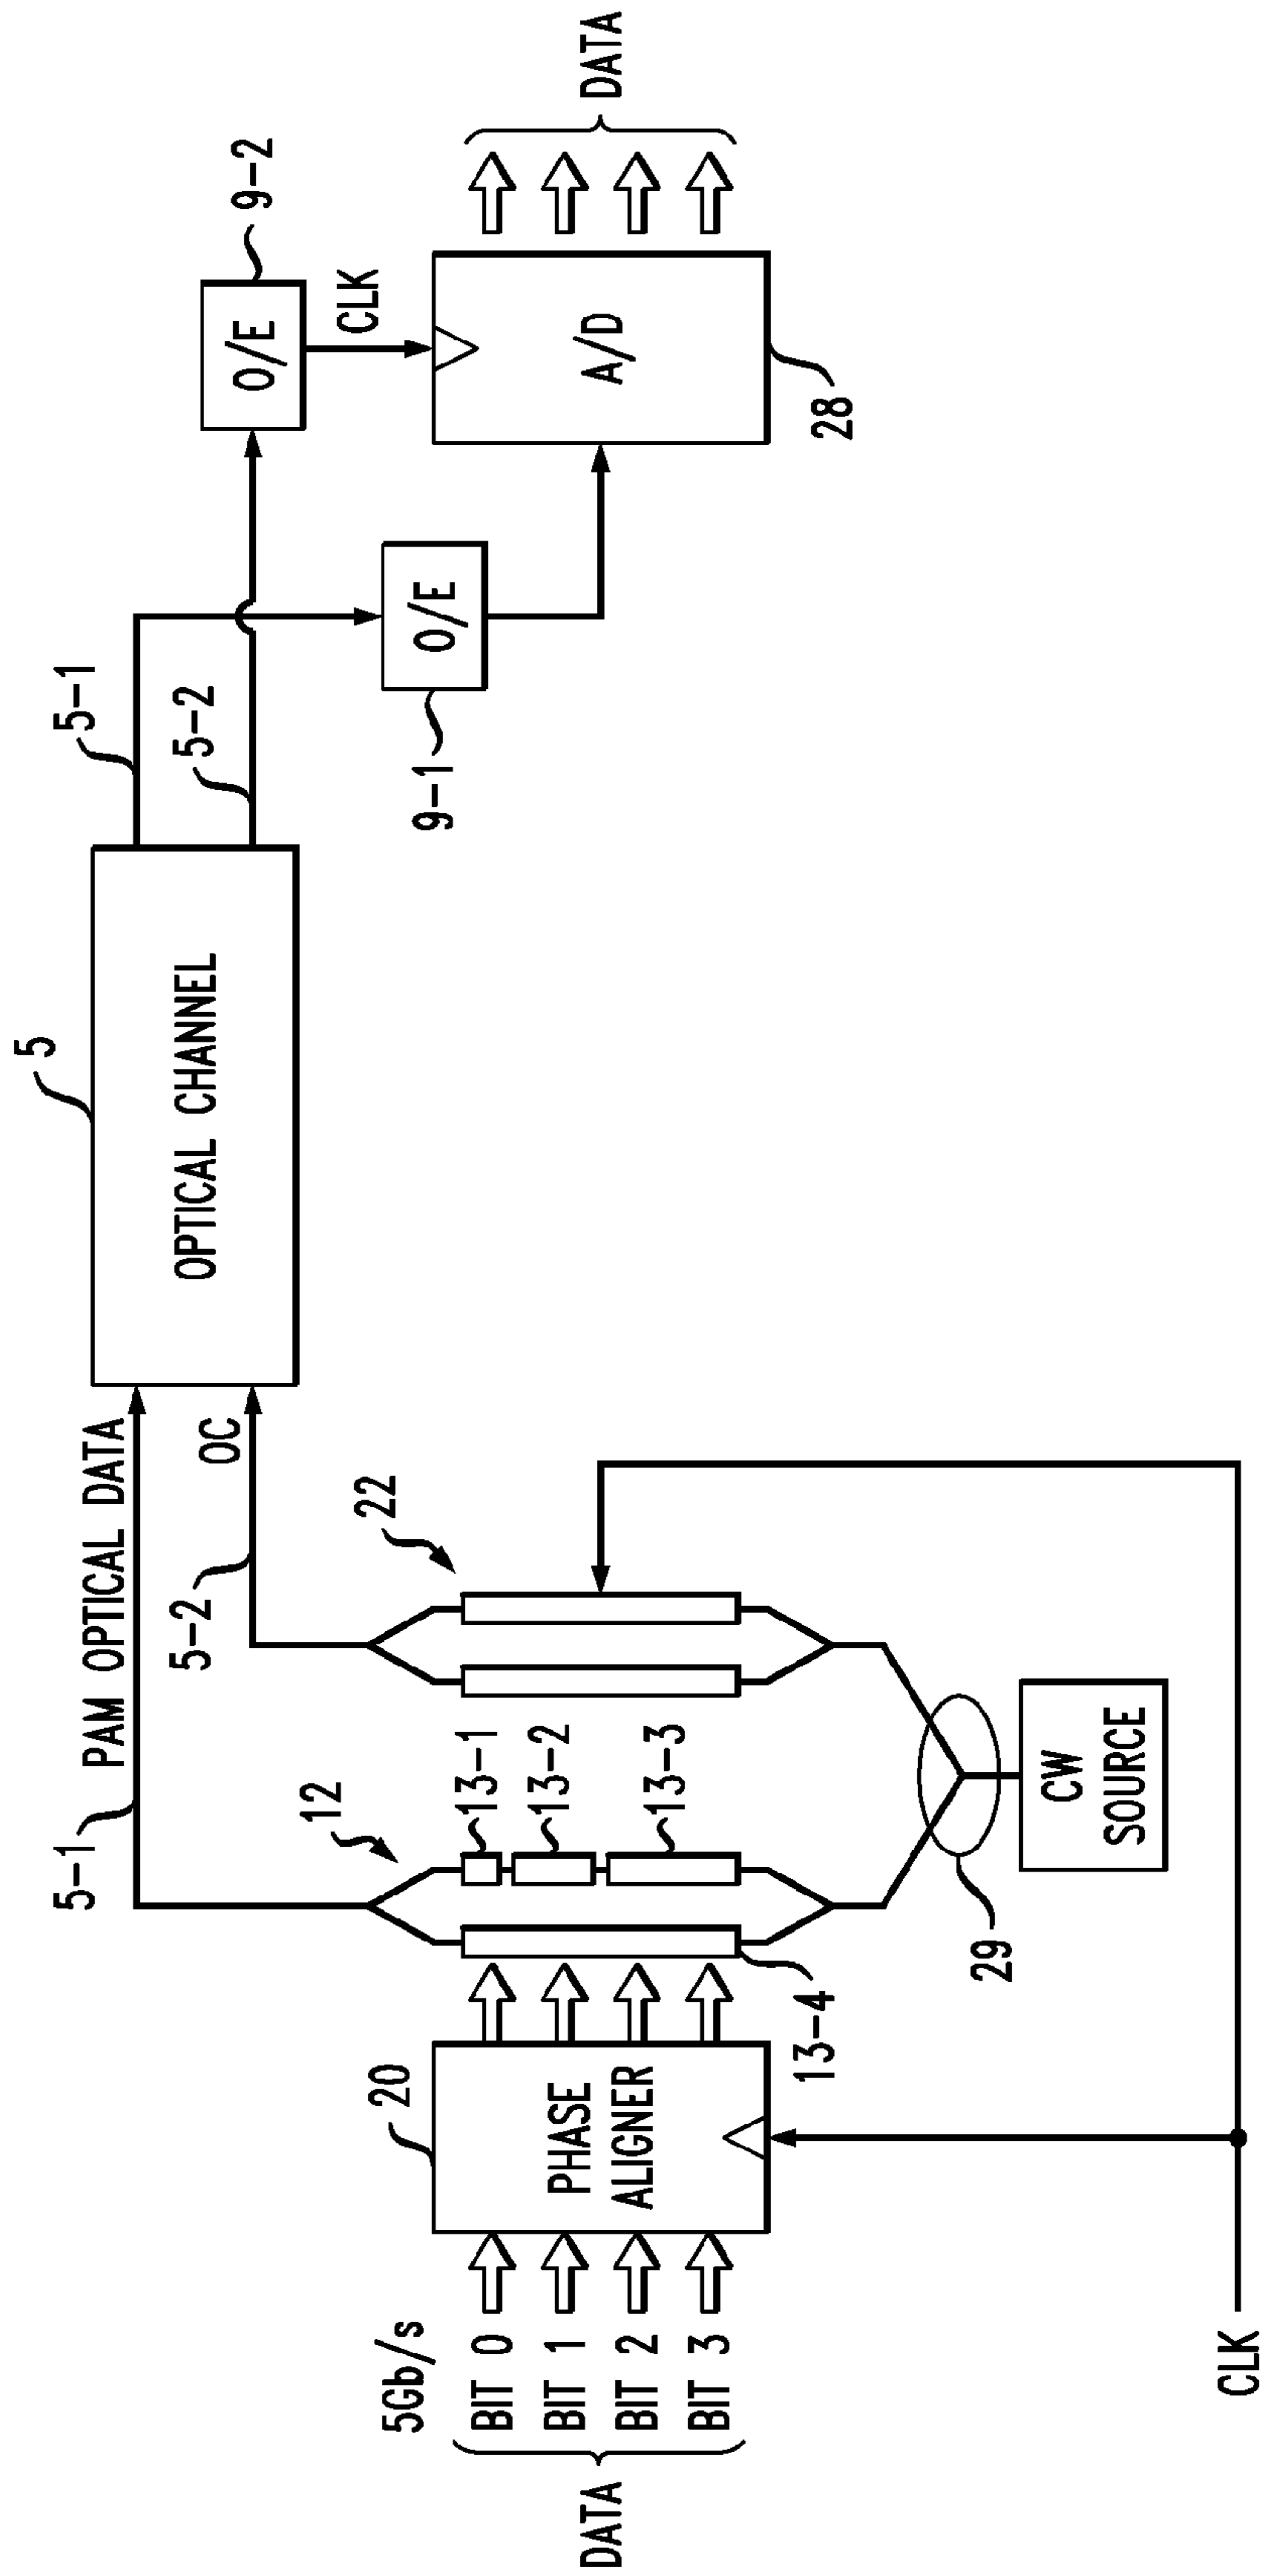 DATA
5Gb/s
BIT 0
BIT 1
BIT 2
BIT 3
CLK
20
PHASE
ALIGNER
12
13-1
13-2
13-3
13-4
22
29
CW
SOURCE
5-1
PAM OPTICAL DATA
5-2
OC
5
OPTICAL CHANNEL
5-1
5-2
9-1
O/E
9-2
O/E
CLK
A/D
28
DATA